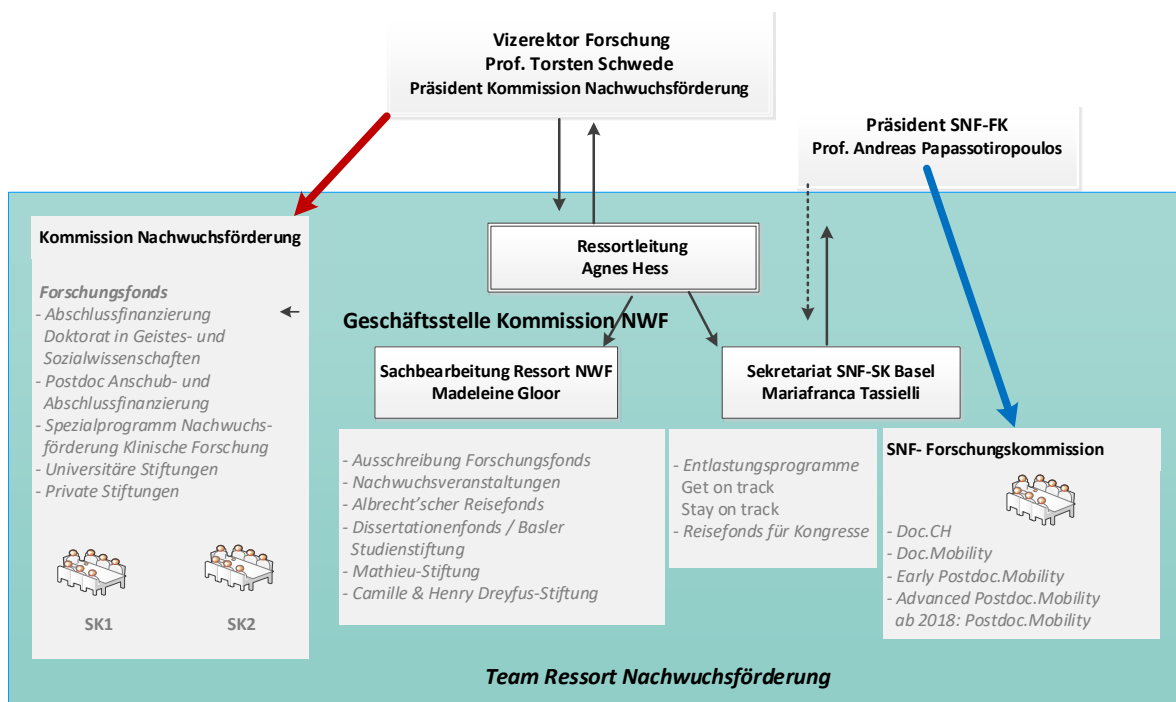 Vizerektor Forschung
Prof. Torsten Schwede
Präsident Kommission Nachwuchsförderung
Präsident SNF-FK
Prof. Andreas Papassotiropoulos
Kommission Nachwuchsförderung
Forschungsfonds
- Abschlussfinanzierung
Doktorat in Geistes- und
Sozialwissenschaften
- Postdoc Anschub- und
Abschlussfinanzierung
- Spezialprogramm Nachwuchs-
förderung Klinische Forschung
- Universitäre Stiftungen
- Private Stiftungen
SK1
SK2
Ressortleitung
Agnes Hess
Geschäftsstelle Kommission NWF
Sachbearbeitung Ressort NWF
Madeleine Gloor
- Ausschreibung Forschungsfonds
- Nachwuchsveranstaltungen
- Albrecht’scher Reisefonds
- Dissertationenfonds / Basler
Studienstiftung
- Mathieu-Stiftung
- Camille & Henry Dreyfus-Stiftung
Sekretariat SNF-SK Basel
Mariafranca Tassielli
- Entlastungsprogramme
Get on track
Stay on track
- Reisefonds für Kongresse
SNF- Forschungskommission
- Doc.CH
- Doc.Mobility
- Early Postdoc.Mobility
- Advanced Postdoc.Mobility
ab 2018: Postdoc.Mobility
Team Ressort Nachwuchsförderung